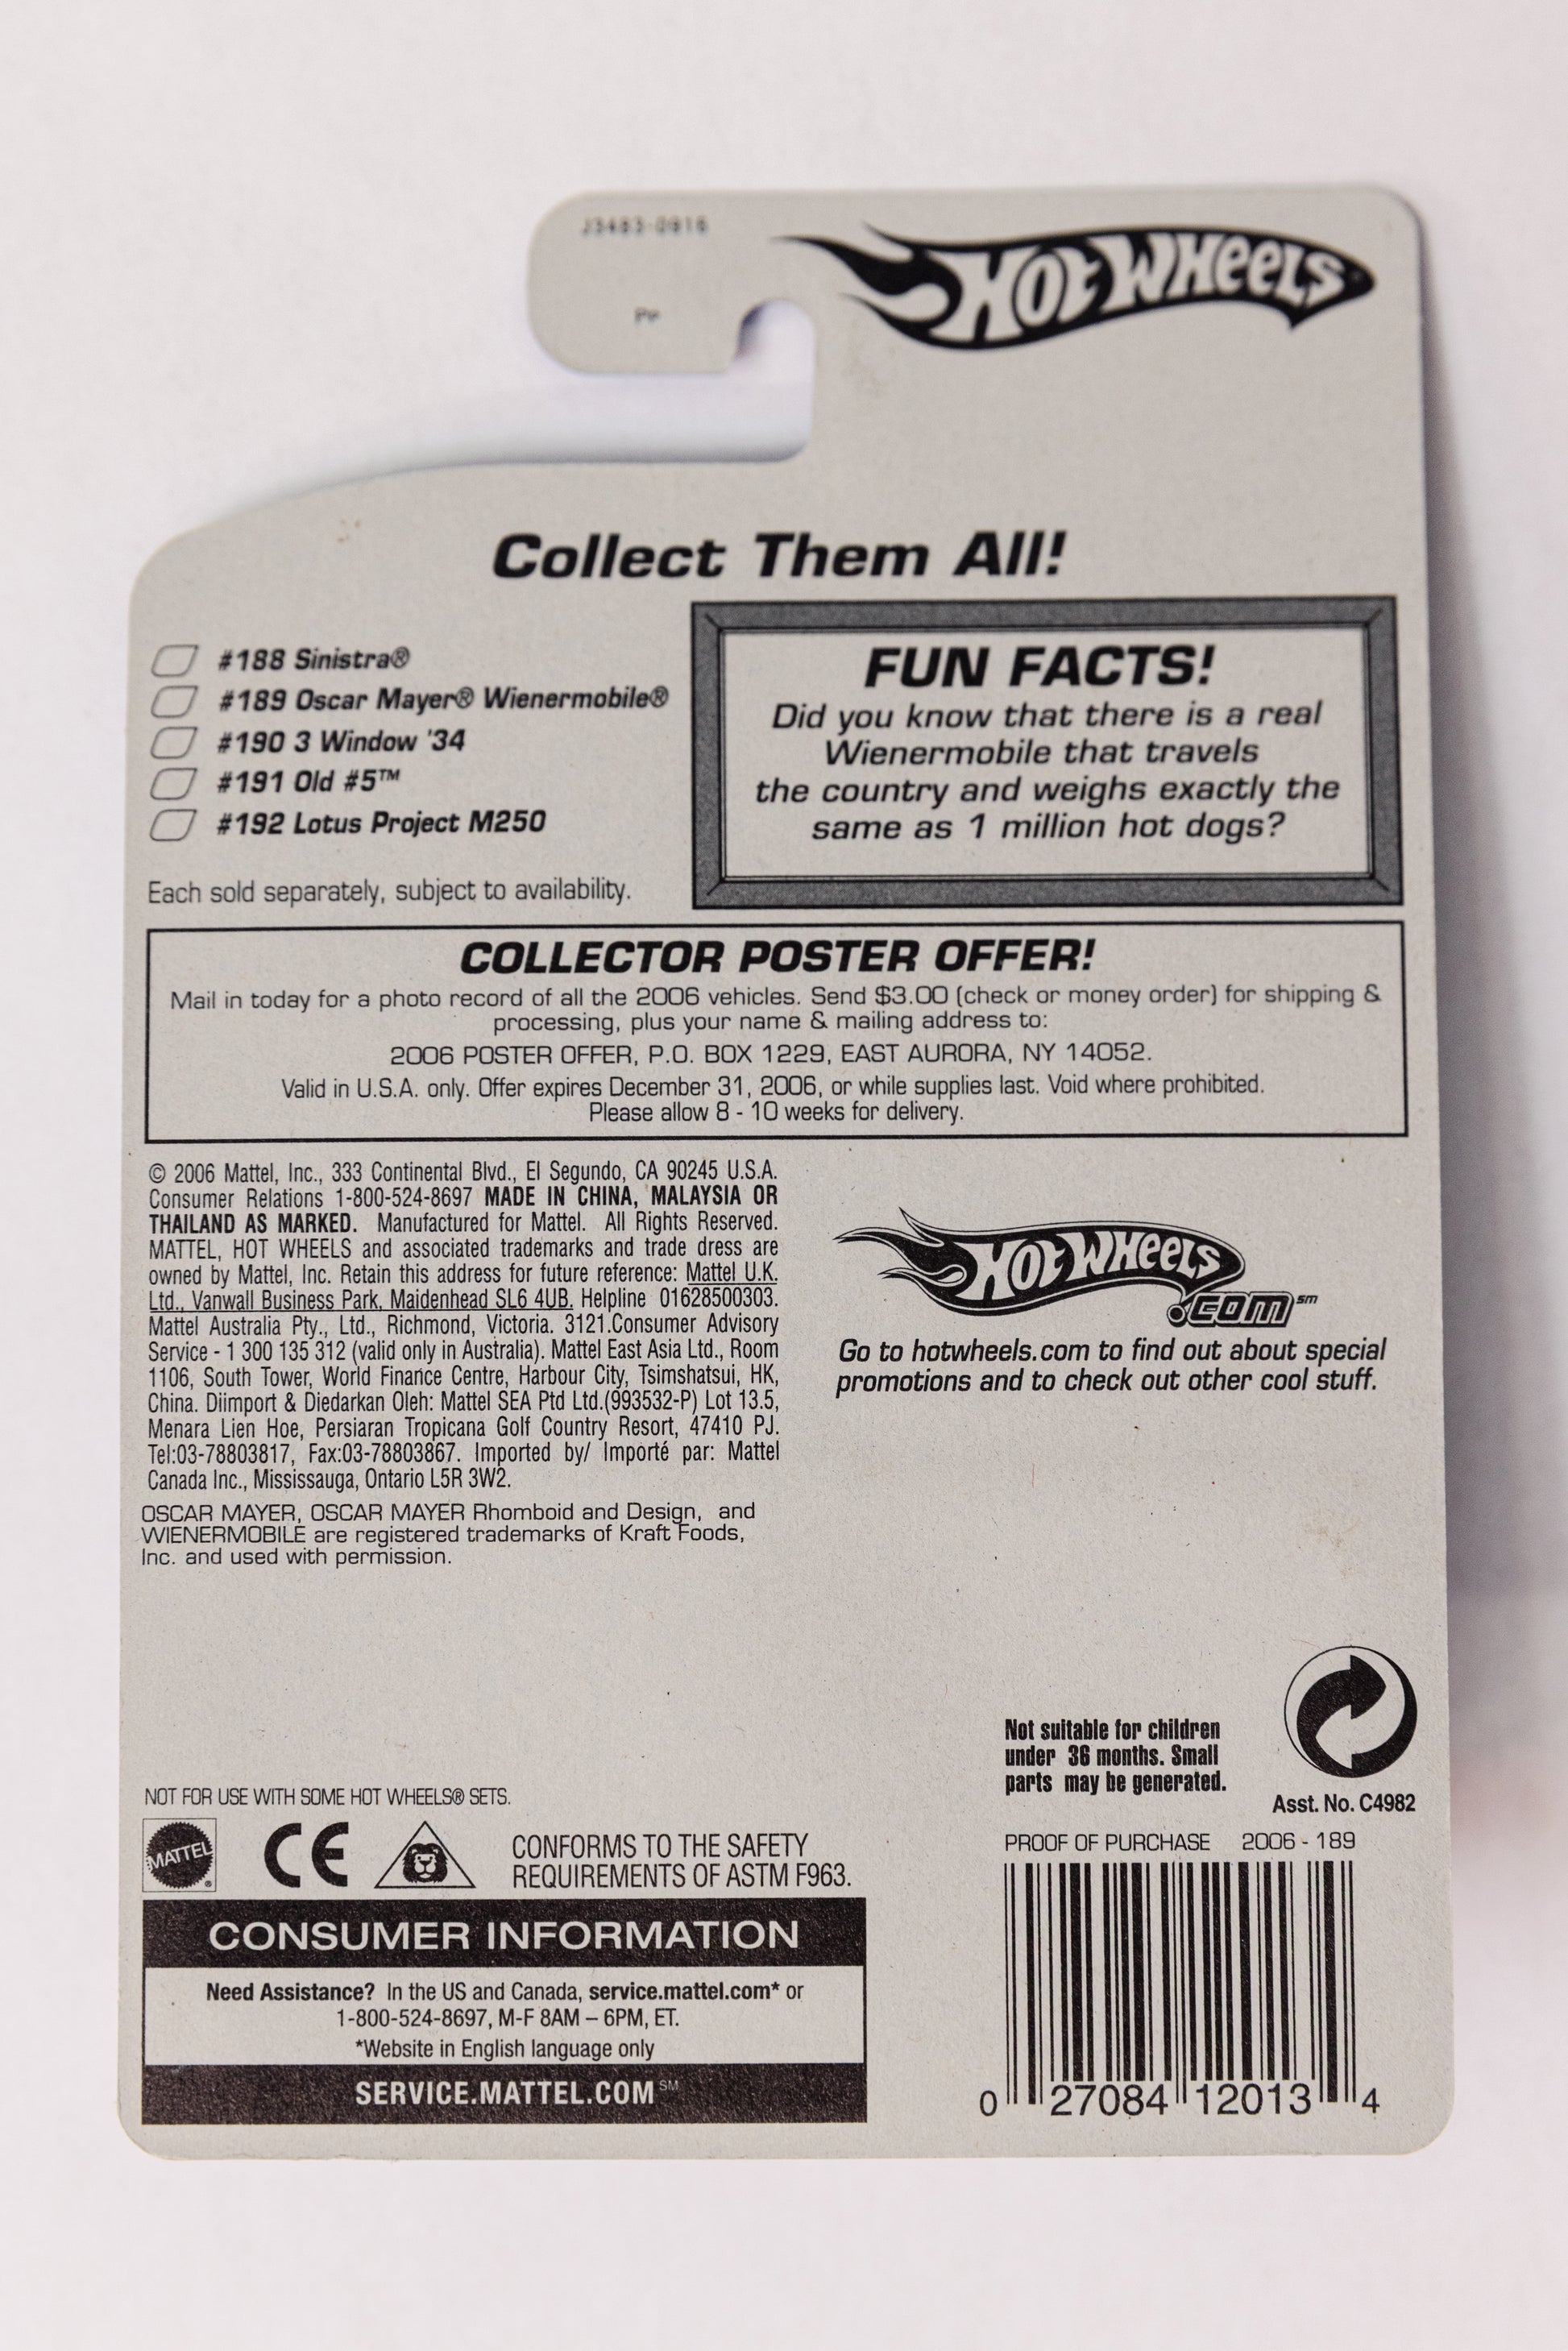 J3483-0916
HOT WHEELS
Collect Them All!
#188 Sinistra®
#189 Oscar Mayer® Wienermobile®
#190 3 Window '34
#191 Old #5™
#192 Lotus Project M250
Each sold separately, subject to availability.
FUN FACTS!
Did you know that there is a real
Wienermobile that travels
the country and weighs exactly the
same as 1 million hot dogs?
COLLECTOR POSTER OFFER!
Mail in today for a photo record of all the 2006 vehicles. Send $3.00 (check or money order) for shipping &
processing, plus your name & mailing address to:
2006 POSTER OFFER, P.O. BOX 1229, EAST AURORA, NY 14052.
Valid in U.S.A. only. Offer expires December 31, 2006, or while supplies last. Void where prohibited.
Please allow 8 - 10 weeks for delivery.
© 2006 Mattel, Inc., 333 Continental Blvd., El Segundo, CA 90245 U.S.A.
Consumer Relations 1-800-524-8697 MADE IN CHINA, MALAYSIA OR
THAILAND AS MARKED. Manufactured for Mattel. All Rights Reserved.
MATTEL, HOT WHEELS and associated trademarks and trade dress are
owned by Mattel, Inc. Retain this address for future reference: Mattel U.K.
Ltd., Vanwall Business Park, Maidenhead SL6 4UB. Helpline 01628500303.
Mattel Australia Pty., Ltd., Richmond, Victoria. 3121.Consumer Advisory
Service - 1 300 135 312 (valid only in Australia). Mattel East Asia Ltd., Room
1106, South Tower, World Finance Centre, Harbour City, Tsimshatsui, HK,
China. Diimport & Diedarkan Oleh: Mattel SEA Ptd Ltd.(993532-P) Lot 13.5,
Menara Lien Hoe, Persiaran Tropicana Golf Country Resort, 47410 PJ.
Tel:03-78803817, Fax:03-78803867. Imported by/ Importé par: Mattel
Canada Inc., Mississauga, Ontario L5R 3W2.
OSCAR MAYER, OSCAR MAYER Rhomboid and Design, and
WIENERMOBILE are registered trademarks of Kraft Foods,
Inc. and used with permission.
HOT WHEELS
.com℠
Go to hotwheels.com to find out about special
promotions and to check out other cool stuff.
Not suitable for children
under 36 months. Small
parts may be generated.
Asst. No. C4982
NOT FOR USE WITH SOME HOT WHEELS® SETS.
MATTEL®
CE
CONFORMS TO THE SAFETY
REQUIREMENTS OF ASTM F963.
CONSUMER INFORMATION
Need Assistance? In the US and Canada, service.mattel.com* or
1-800-524-8697, M-F 8AM – 6PM, ET.
*Website in English language only
SERVICE.MATTEL.COM℠
PROOF OF PURCHASE 2006 - 189
0 27084 12013 4